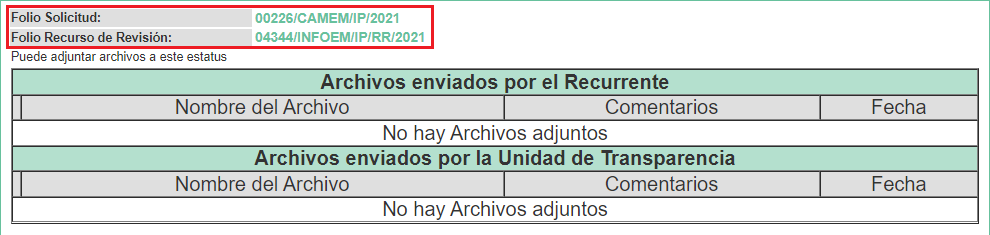 Folio Solicitud: 00226/CAMEM/IP/2021
Folio Recurso de Revisión: 04344/INFOEM/IP/RR/2021
Puede adjuntar archivos a este estatus
Archivos enviados por el Recurrente
Nombre del Archivo Comentarios Fecha
No hay Archivos adjuntos
Archivos enviados por la Unidad de Transparencia
Nombre del Archivo Comentarios Fecha
No hay Archivos adjuntos